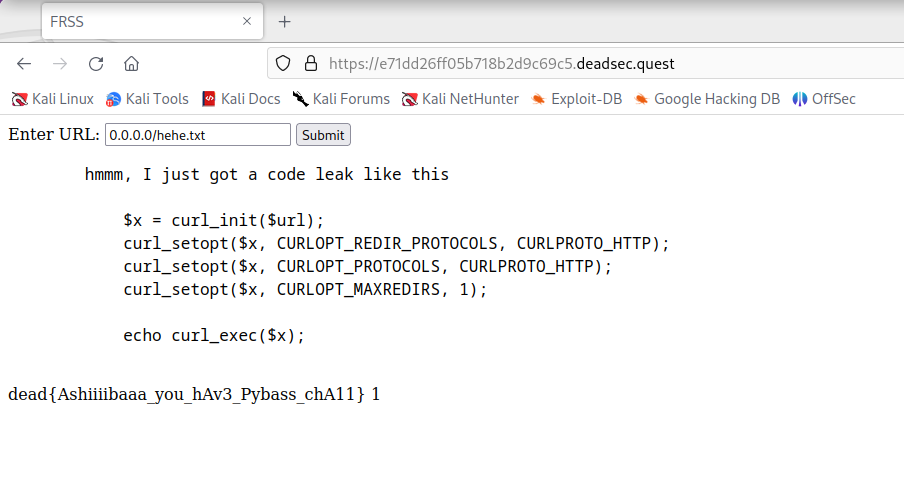 FRSS
https://e71dd26ff05b718b2d9c69c5.deadsec.quest
Kali Linux Kali Tools Kali Docs Kali Forums Kali NetHunter Exploit-DB Google Hacking DB OffSec
Enter URL: 0.0.0.0/hehe.txt Submit
hmmm, I just got a code leak like this
$x = curl_init($url);
curl_setopt($x, CURLOPT_REDIR_PROTOCOLS, CURLPROTO_HTTP);
curl_setopt($x, CURLOPT_PROTOCOLS, CURLPROTO_HTTP);
curl_setopt($x, CURLOPT_MAXREDIRS, 1);
echo curl_exec($x);
dead{Ashiiiibaaa_you_hAv3_Pybass_chA11} 1